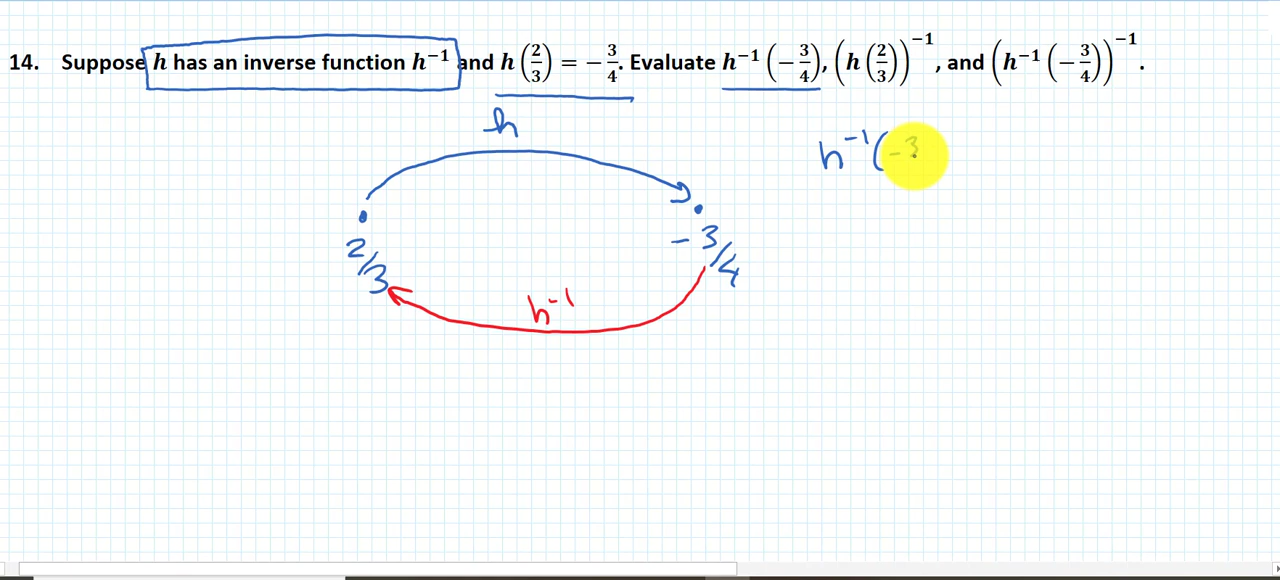 14. Suppose h has an inverse function h⁻¹ and h(2/3) = −3/4. Evaluate h⁻¹(−3/4), (h(2/3))⁻¹, and (h⁻¹(−3/4))⁻¹.
h
h⁻¹(−3
2/3
−3/4
h⁻¹